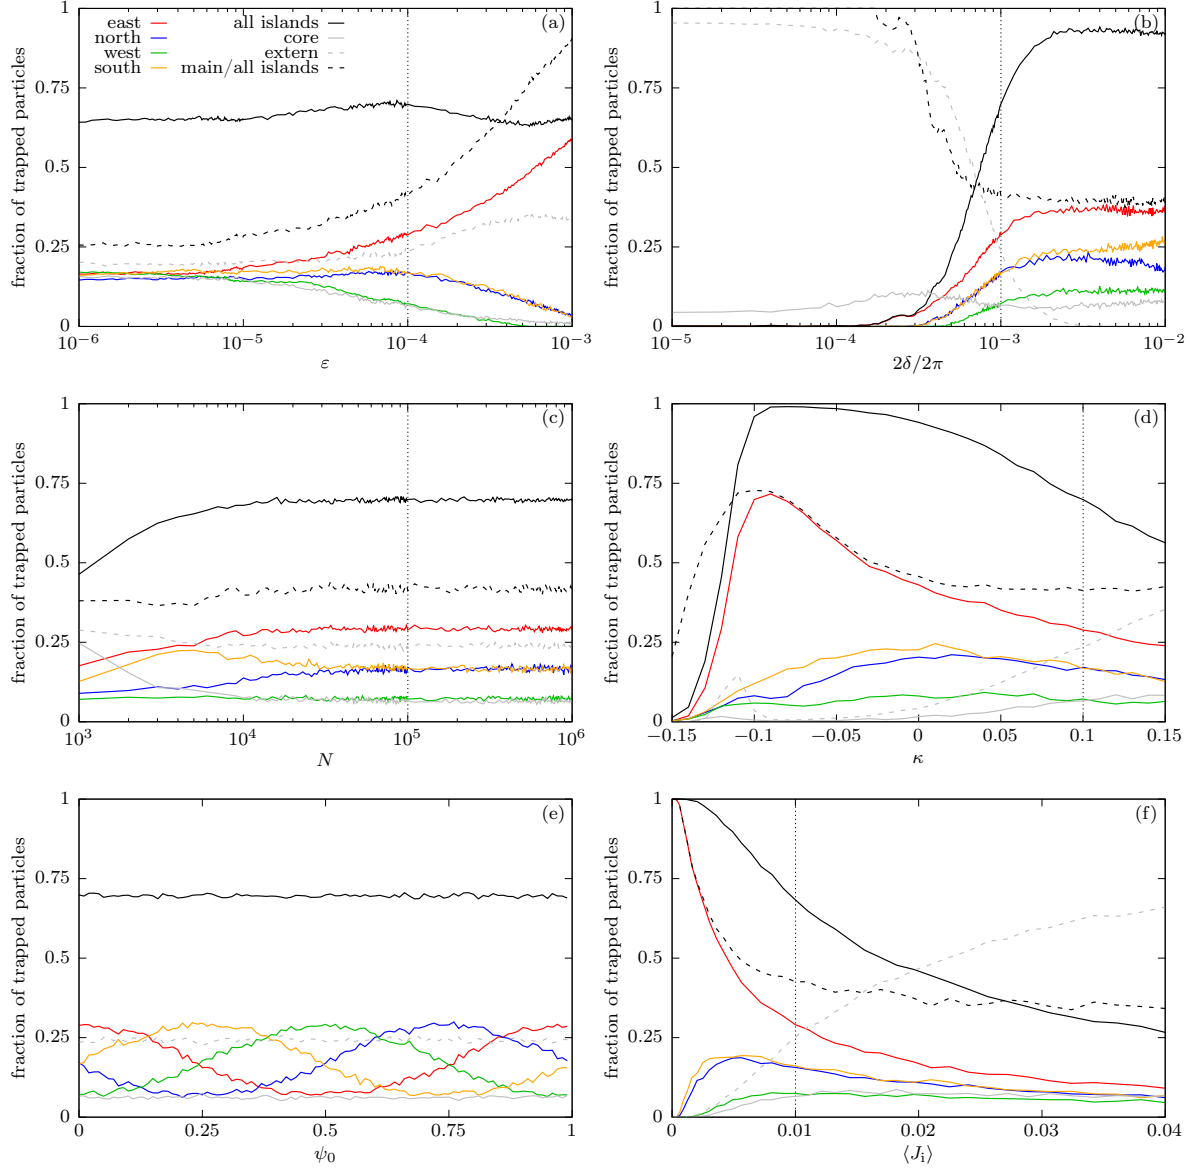 (a)
east
north
west
south
all islands
core
extern
main/all islands
fraction of trapped particles
1
0.75
0.5
0.25
0
10⁻⁶
10⁻⁵
10⁻⁴
10⁻³
ε
(b)
fraction of trapped particles
1
0.75
0.5
0.25
0
10⁻⁵
10⁻⁴
10⁻³
10⁻²
2δ/2π
(c)
fraction of trapped particles
1
0.75
0.5
0.25
0
10³
10⁴
10⁵
10⁶
N
(d)
fraction of trapped particles
1
0.75
0.5
0.25
0
−0.15
−0.1
−0.05
0
0.05
0.1
0.15
κ
(e)
fraction of trapped particles
1
0.75
0.5
0.25
0
0
0.25
0.5
0.75
1
ψ₀
(f)
fraction of trapped particles
1
0.75
0.5
0.25
0
0
0.01
0.02
0.03
0.04
⟨Jᵢ⟩